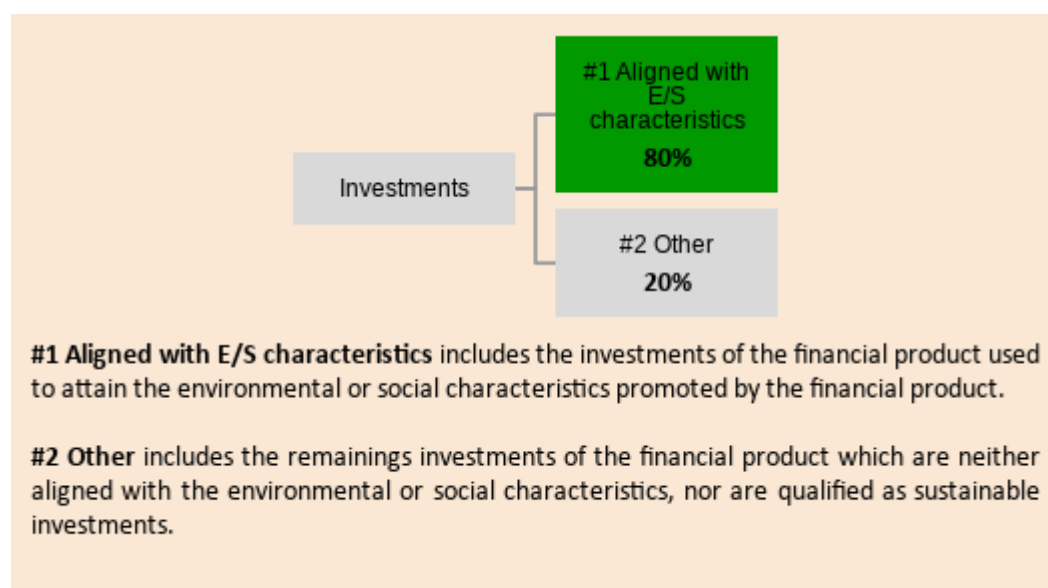 #1 Aligned with
E/S
characteristics
80%
Investments
#2 Other
20%
#1 Aligned with E/S characteristics includes the investments of the financial product used
to attain the environmental or social characteristics promoted by the financial product.
#2 Other includes the remainings investments of the financial product which are neither
aligned with the environmental or social characteristics, nor are qualified as sustainable
investments.